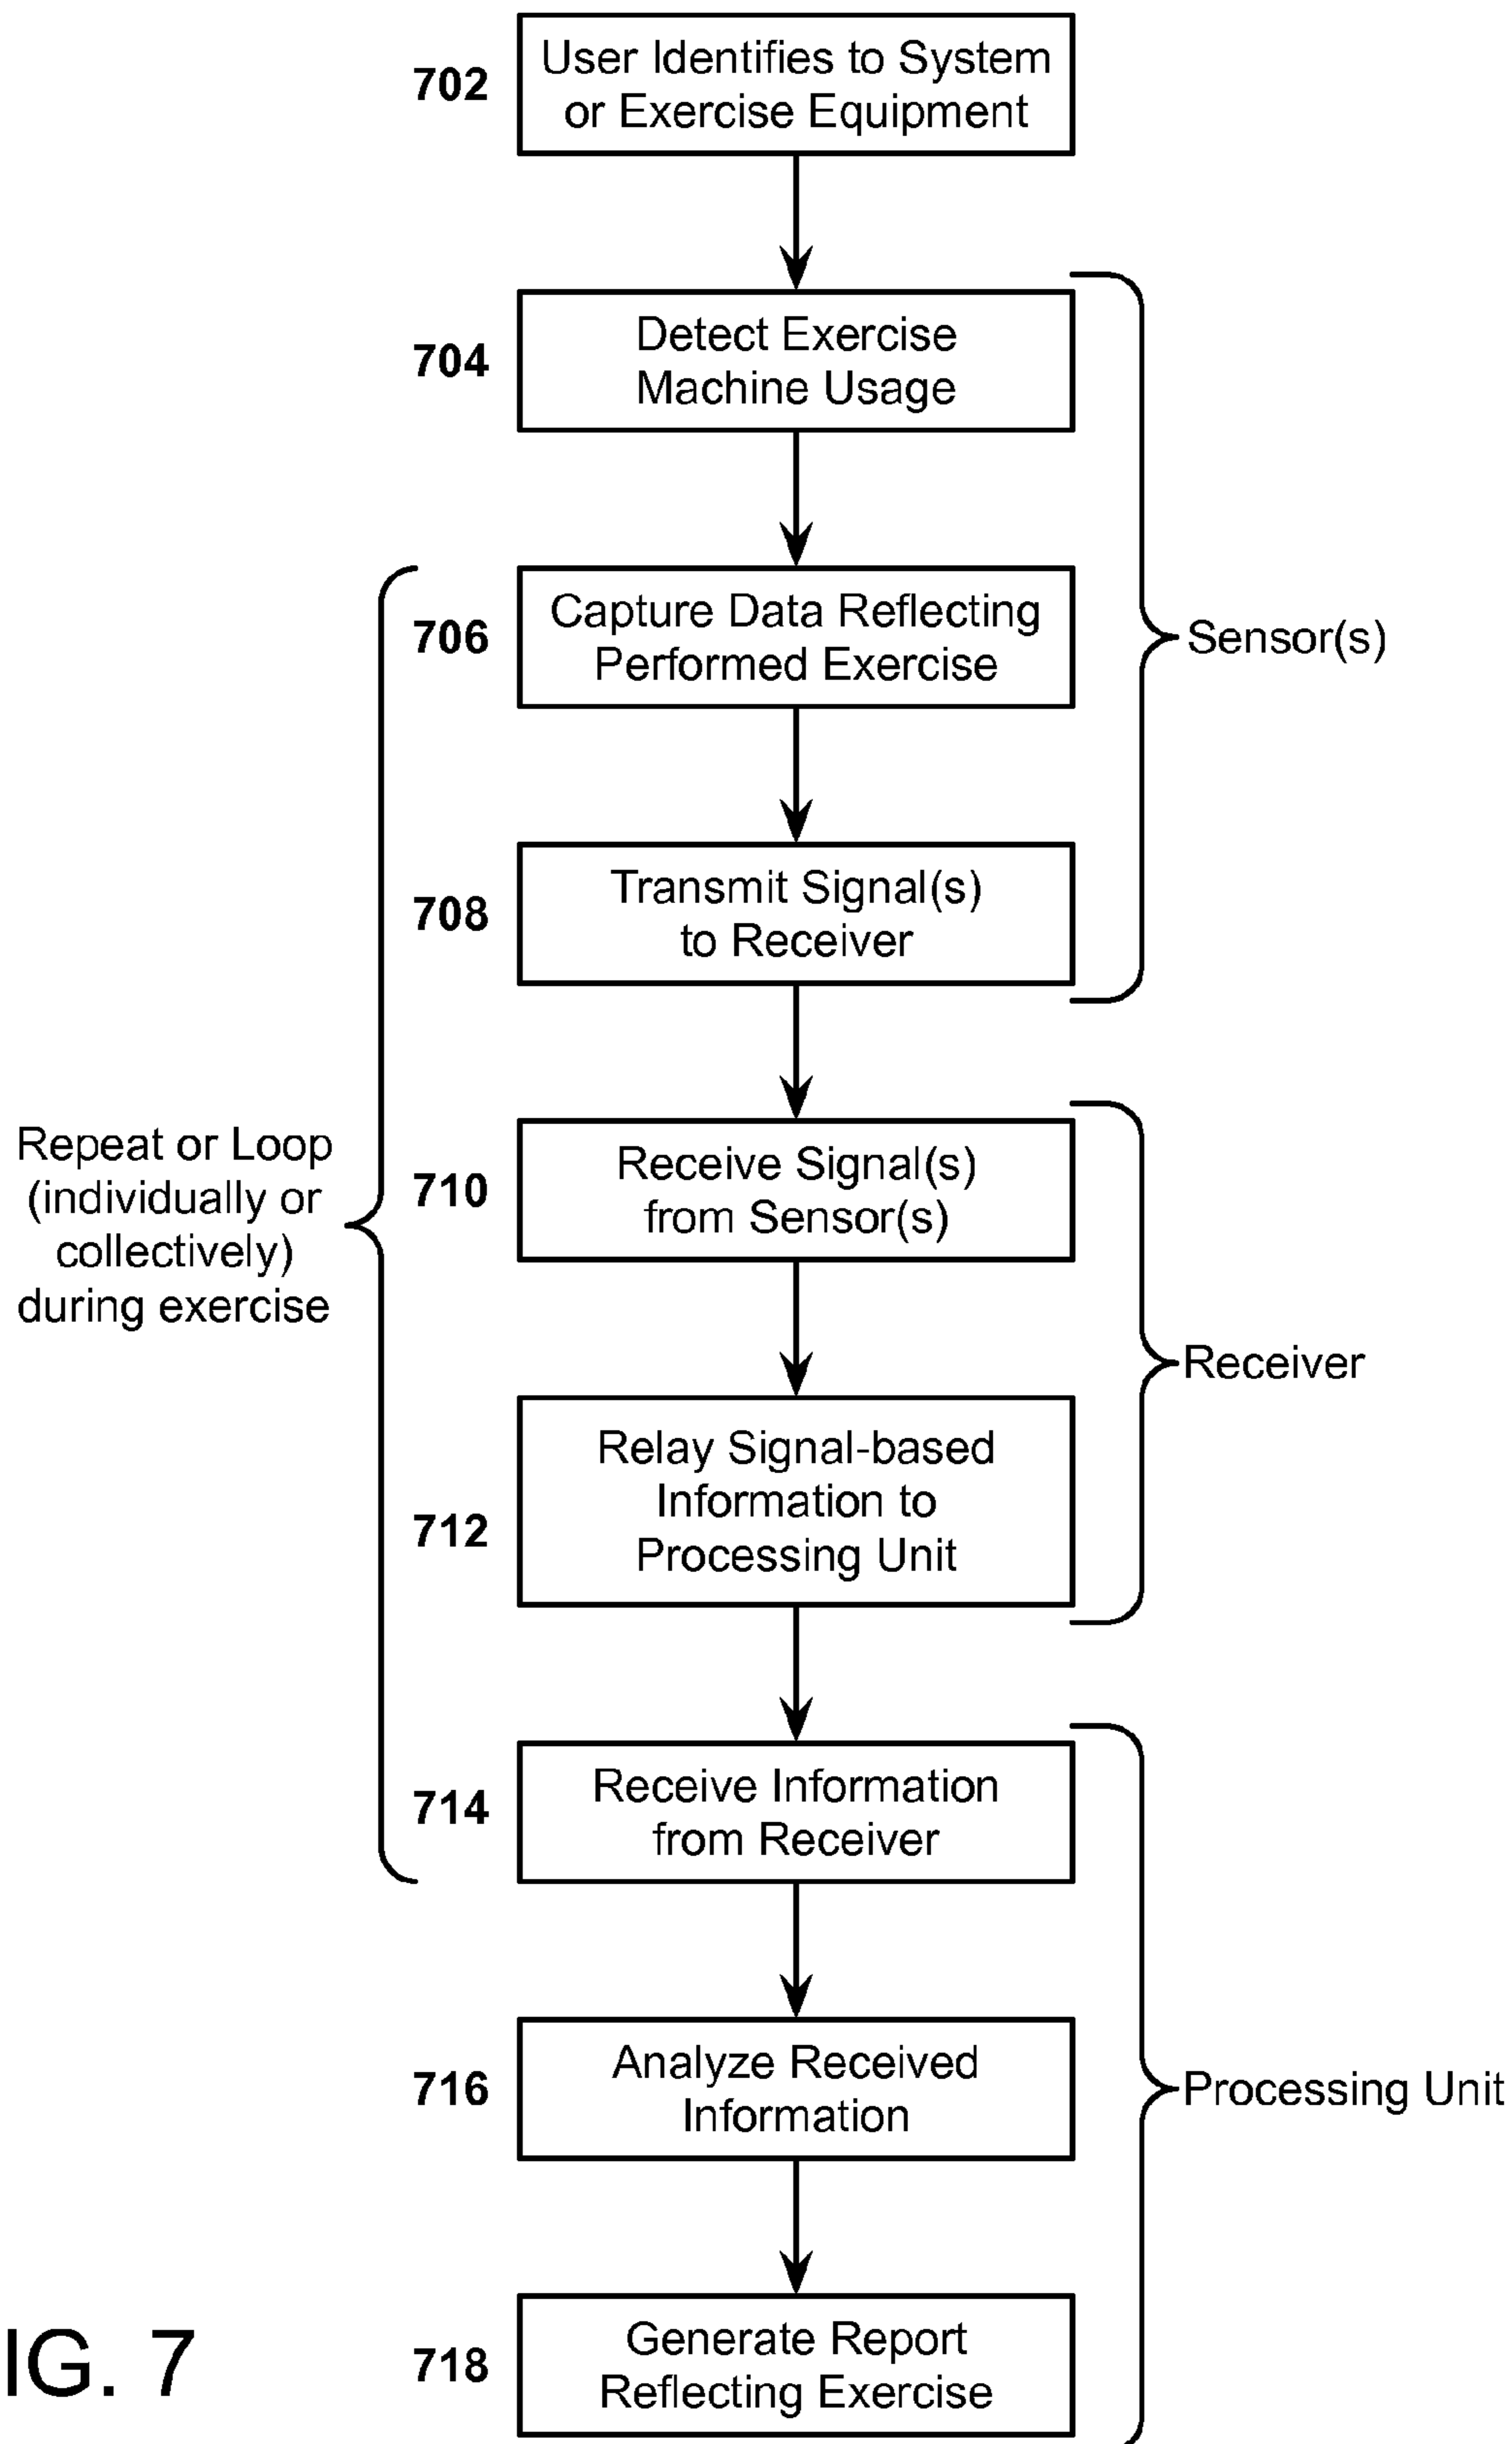 702
User Identifies to System
or Exercise Equipment
704
Detect Exercise
Machine Usage
706
Capture Data Reflecting
Performed Exercise
Sensor(s)
708
Transmit Signal(s)
to Receiver
Repeat or Loop
(individually or
collectively)
during exercise
710
Receive Signal(s)
from Sensor(s)
Receiver
712
Relay Signal-based
Information to
Processing Unit
714
Receive Information
from Receiver
716
Analyze Received
Information
Processing Unit
718
Generate Report
Reflecting Exercise
IG. 7